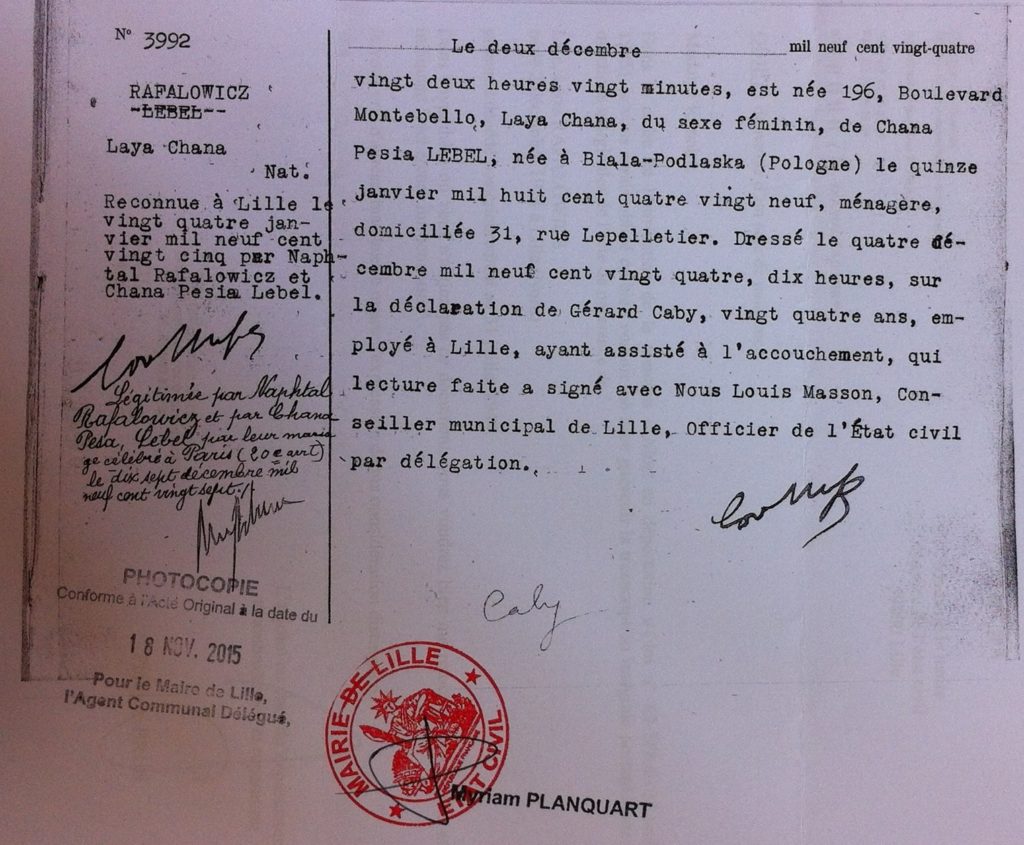 N° 3992
RAFALOWICZ
-LEBEL--
Laya Chana
Nat.
Reconnue à Lille le
vingt quatre jan-
vier mil neuf cent
vingt cinq par Naph-
tal Rafalowicz et
Chana Pesia Lebel.
Légitimée par Naphtal
Rafalowicz et par Chana
Pesa, Lebel, par leur maria
ge célébré à Paris (20e arrt)
le dix sept décembre mil
neuf cent vingt sept./
PHOTOCOPIE
Conforme à l'Acte Original à la date du
18 NOV. 2015
Pour le Maire de Lille,
l'Agent Communal Délégué,
Le deux décembre mil neuf cent vingt-quatre
vingt deux heures vingt minutes, est née 196, Boulevard
Montebello, Laya Chana, du sexe féminin, de Chana
Pesia LEBEL, née à Biala-Podlaska (Pologne) le quinze
janvier mil huit cent quatre vingt neuf, ménagère,
domiciliée 31, rue Lepelletier. Dressé le quatre dé-
cembre mil neuf cent vingt quatre, dix heures, sur
la déclaration de Gérard Caby, vingt quatre ans, em-
ployé à Lille, ayant assisté à l'accouchement, qui
lecture faite a signé avec Nous Louis Masson, Con-
seiller municipal de Lille, Officier de l'État civil
par délégation.
Caby
MAIRIE DE LILLE
ETAT CIVIL
Myriam PLANQUART